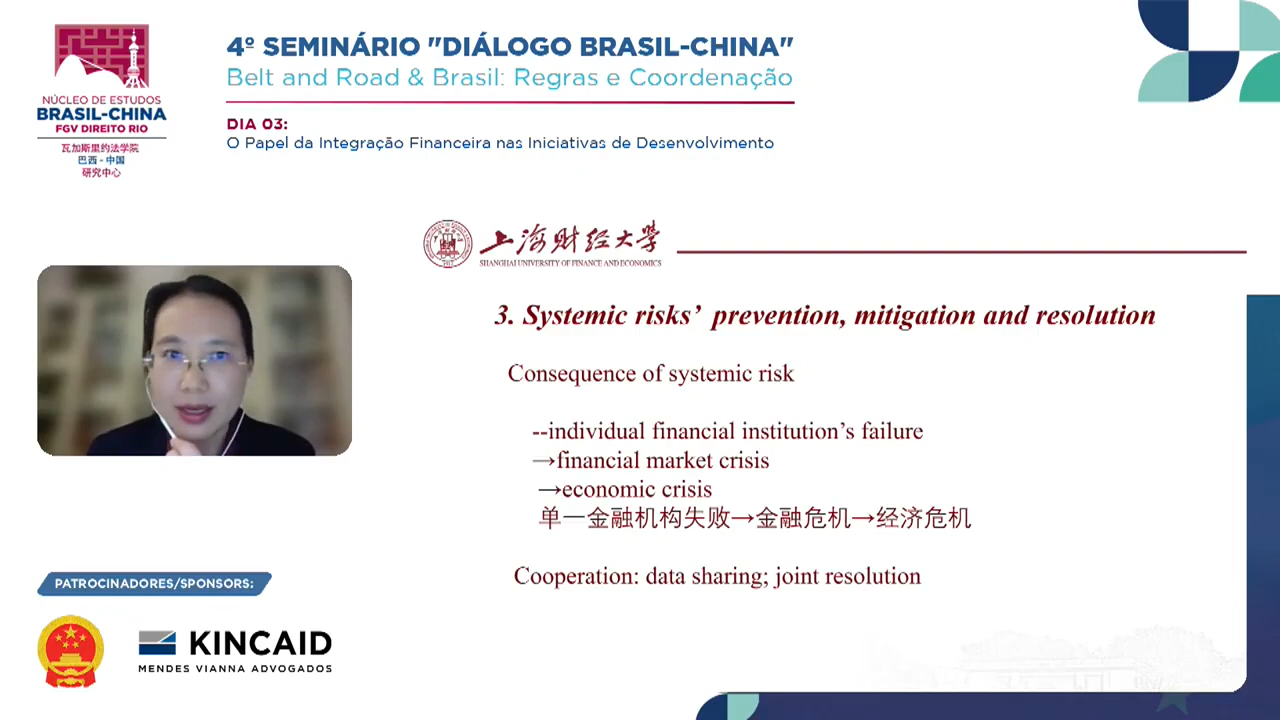 4º SEMINÁRIO "DIÁLOGO BRASIL-CHINA"
Belt and Road & Brasil: Regras e Coordenação
DIA 03:
O Papel da Integração Financeira nas Iniciativas de Desenvolvimento
NÚCLEO DE ESTUDOS
BRASIL-CHINA
FGV DIREITO RIO
瓦加斯里约法学院
巴西 - 中国
研究中心
上海财经大学
SHANGHAI UNIVERSITY OF FINANCE AND ECONOMICS
3. Systemic risks’ prevention, mitigation and resolution
Consequence of systemic risk
--individual financial institution’s failure
→financial market crisis
→economic crisis
单一金融机构失败→金融危机→经济危机
Cooperation: data sharing; joint resolution
PATROCINADORES/SPONSORS:
KINCAID
MENDES VIANNA ADVOGADOS